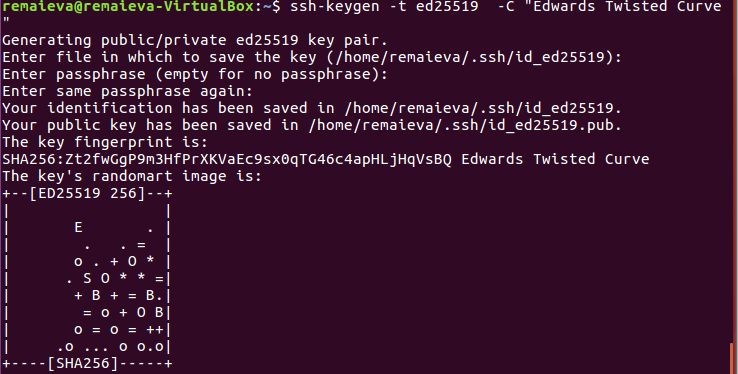 remaieva@remaieva-VirtualBox:~$ ssh-keygen -t ed25519  -C "Edwards Twisted Curve
"
Generating public/private ed25519 key pair.
Enter file in which to save the key (/home/remaieva/.ssh/id_ed25519):
Enter passphrase (empty for no passphrase):
Enter same passphrase again:
Your identification has been saved in /home/remaieva/.ssh/id_ed25519.
Your public key has been saved in /home/remaieva/.ssh/id_ed25519.pub.
The key fingerprint is:
SHA256:Zt2fwGgP9m3HfPrXKVaEc9sx0qTG46c4apHLjHqVsBQ Edwards Twisted Curve
The key's randomart image is:
+--[ED25519 256]--+
|                 |
|       E       . |
|        .   . =  |
|       o . + O * |
|      . S O * * =|
|       + B + = B.|
|        = o + O B|
|       o = o = ++|
|     .o ... o o.o|
+----[SHA256]-----+